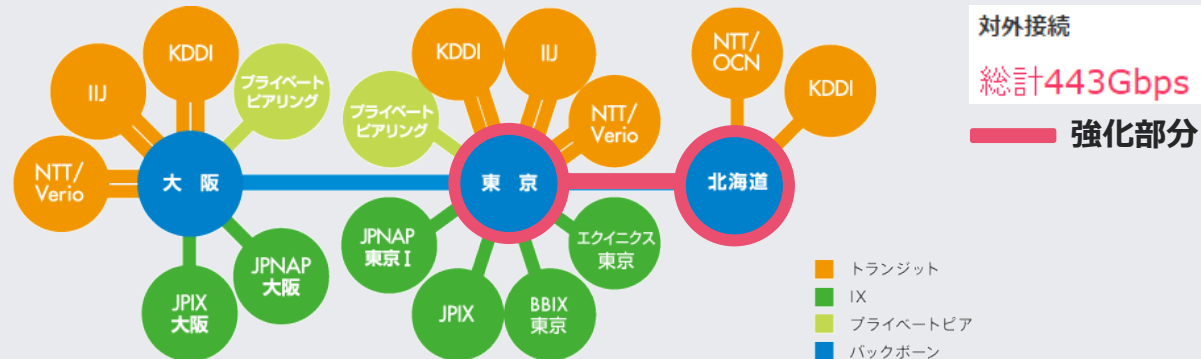 KDDI
IIJ
プライベート
ピアリング
NTT/
Verio
大 阪
JPIX
大阪
JPNAP
大阪
プライベート
ピアリング
KDDI
IIJ
NTT/
Verio
東 京
JPNAP
東京 I
JPIX
BBIX
東京
エクイニクス
東京
NTT/
OCN
KDDI
北海道
対外接続
総計443Gbps
強化部分
トランジット
IX
プライベートピア
バックボーン